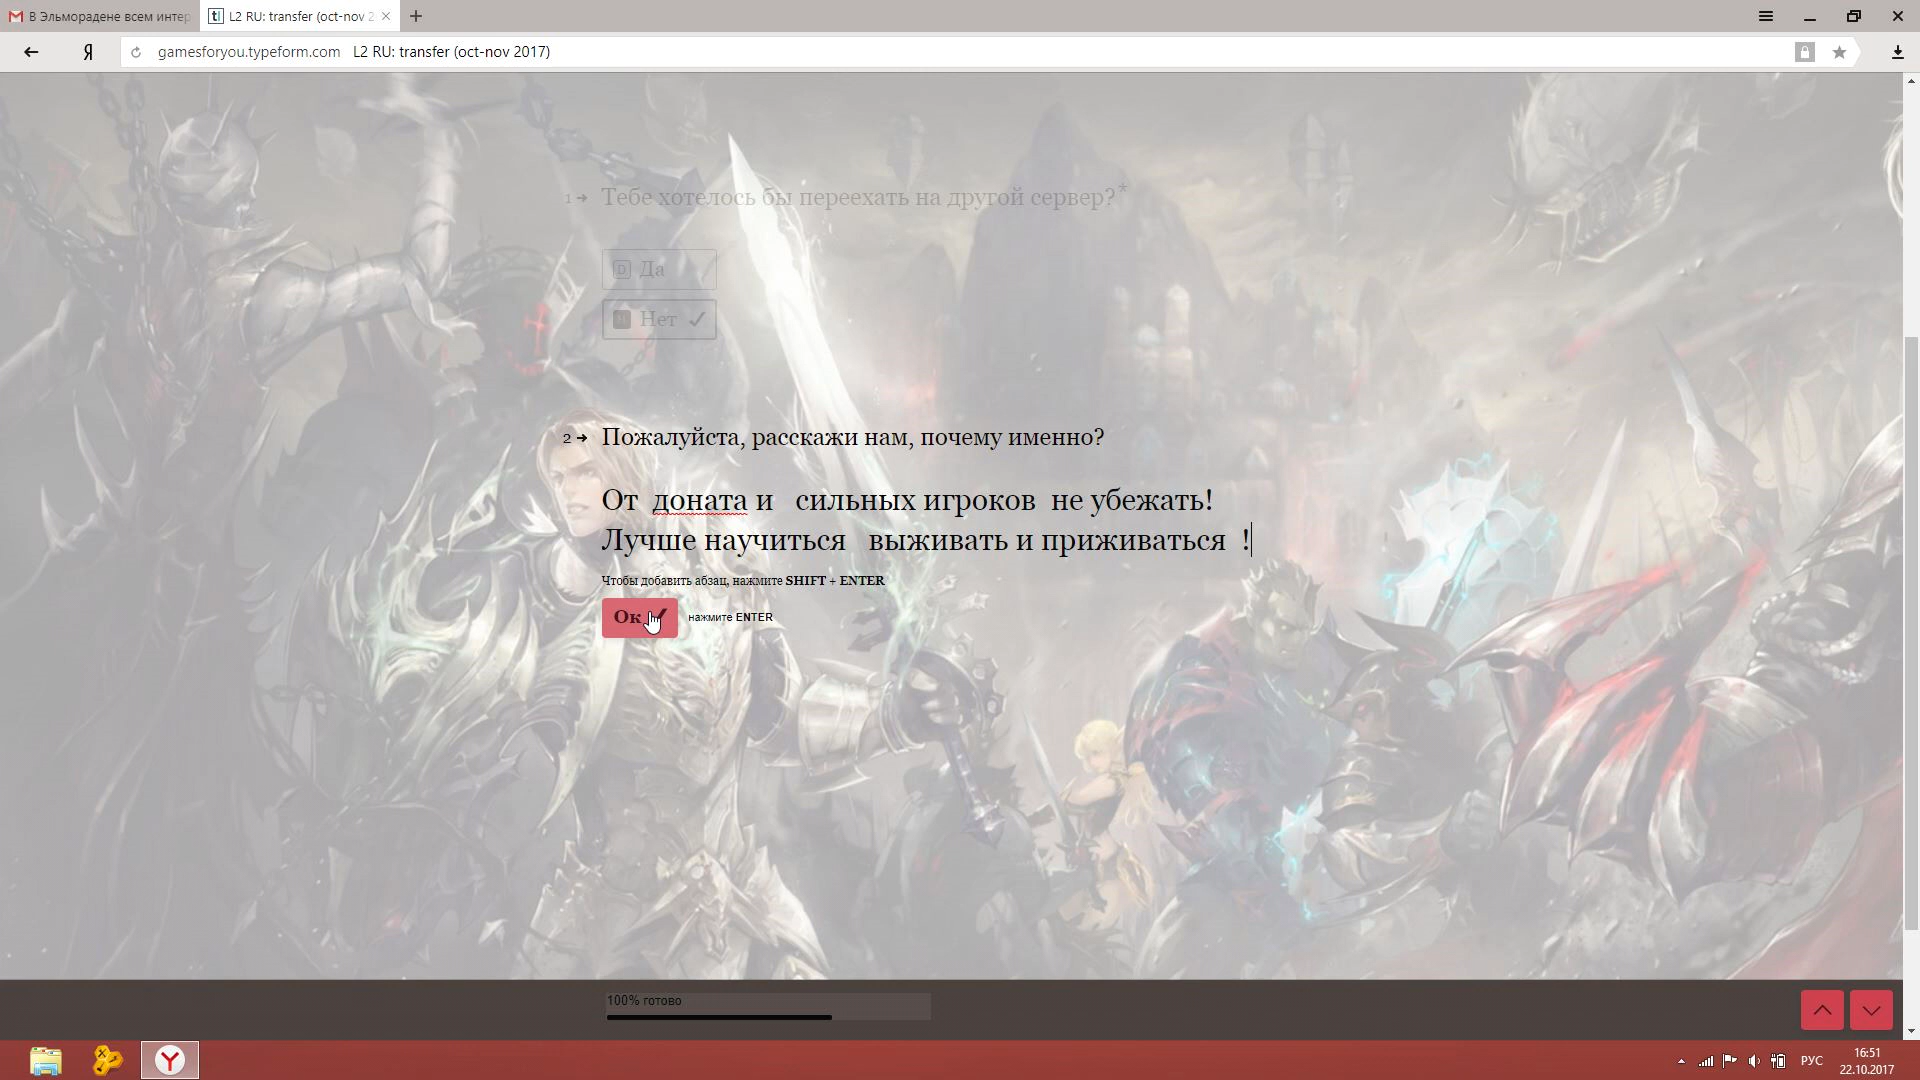 В Эльморадене всем интер
L2 RU: transfer (oct-nov 2
gamesforyou.typeform.com L2 RU: transfer (oct-nov 2017)
1 Тебе хотелось бы переехать на другой сервер?*
D Да
Н Нет
2 Пожалуйста, расскажи нам, почему именно?
От доната и сильных игроков не убежать!
Лучше научиться выживать и приживаться !
Чтобы добавить абзац, нажмите SHIFT + ENTER
Ок нажмите ENTER
100% готово
РУС
16:51
22.10.2017